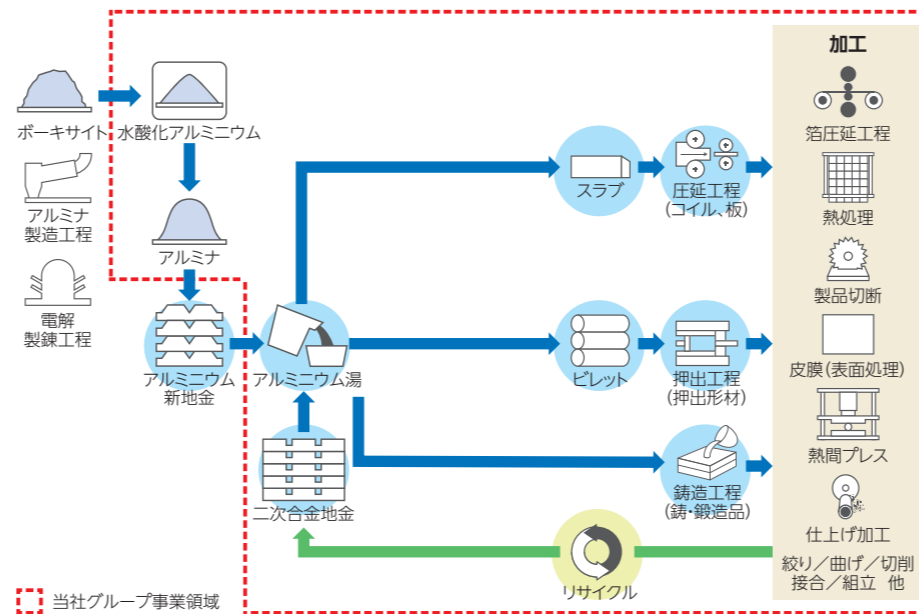 ボーキサイト
水酸化アルミニウム
アルミナ
製造工程
アルミナ
電解
製錬工程
アルミニウム
新地金
アルミニウム湯
二次合金地金
スラブ
圧延工程
(コイル、板)
ビレット
押出工程
(押出形材)
鋳造工程
(鋳・鍛造品)
リサイクル
加工
箔圧延工程
熱処理
製品切断
皮膜(表面処理)
熱間プレス
仕上げ加工
絞り/曲げ/切削
接合/組立 他
当社グループ事業領域